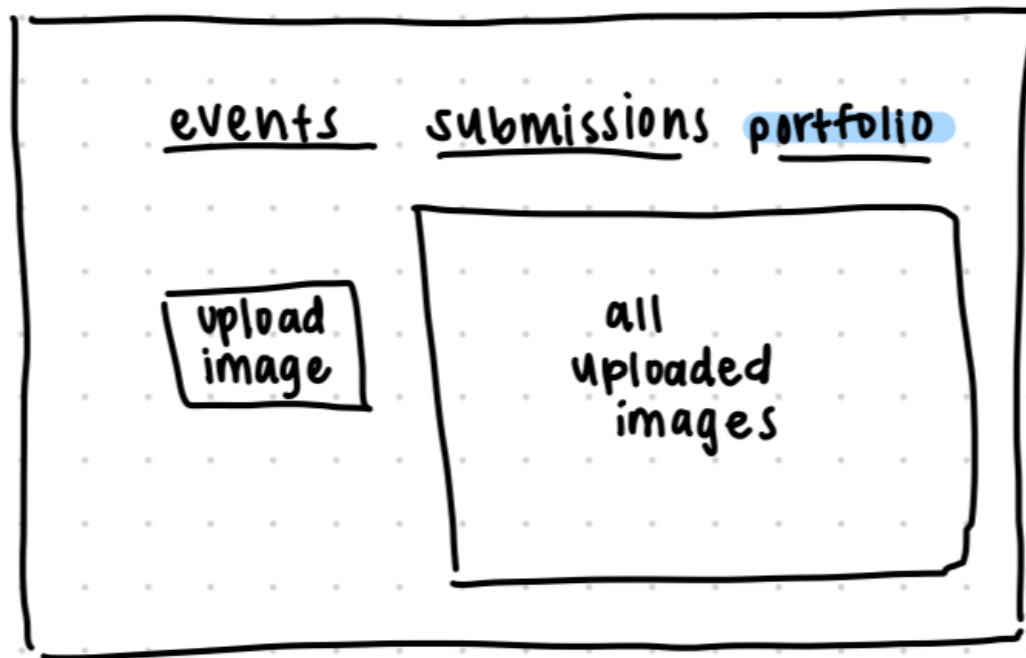 events submissions portfolio
upload
image
all
uploaded
images